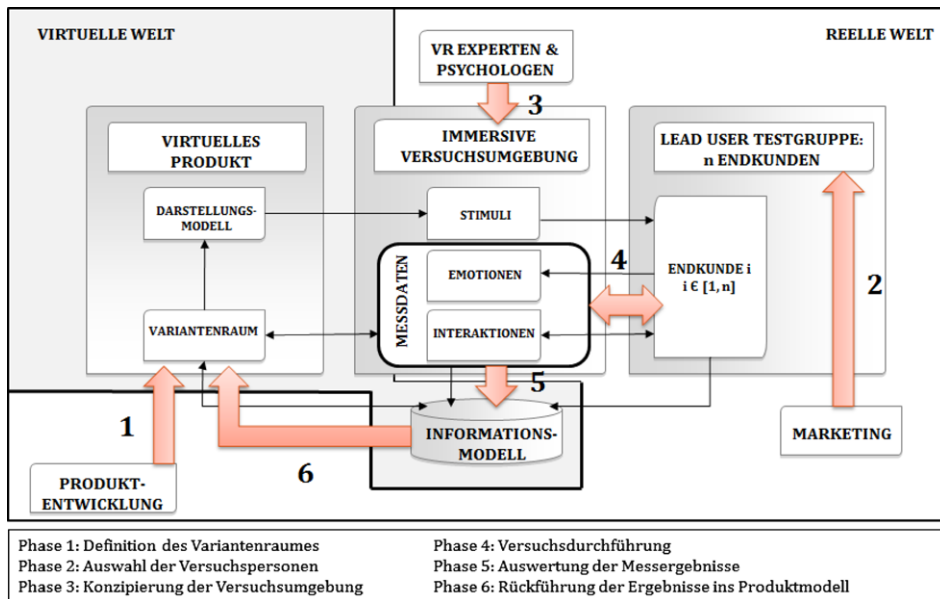 VIRTUELLE WELT
REELLE WELT
VR EXPERTEN &
PSYCHOLOGEN
3
VIRTUELLES
PRODUKT
IMMERSIVE
VERSUCHSUMGEBUNG
LEAD USER TESTGRUPPE:
n ENDKUNDEN
DARSTELLUNGS-
MODELL
STIMULI
MESSDATEN
EMOTIONEN
4
ENDKUNDE i
i € [1, n]
2
VARIANTENRAUM
INTERAKTIONEN
5
1
INFORMATIONS-
MODELL
MARKETING
6
PRODUKT-
ENTWICKLUNG
Phase 1: Definition des Variantenraumes
Phase 2: Auswahl der Versuchspersonen
Phase 3: Konzipierung der Versuchsumgebung
Phase 4: Versuchsdurchführung
Phase 5: Auswertung der Messergebnisse
Phase 6: Rückführung der Ergebnisse ins Produktmodell